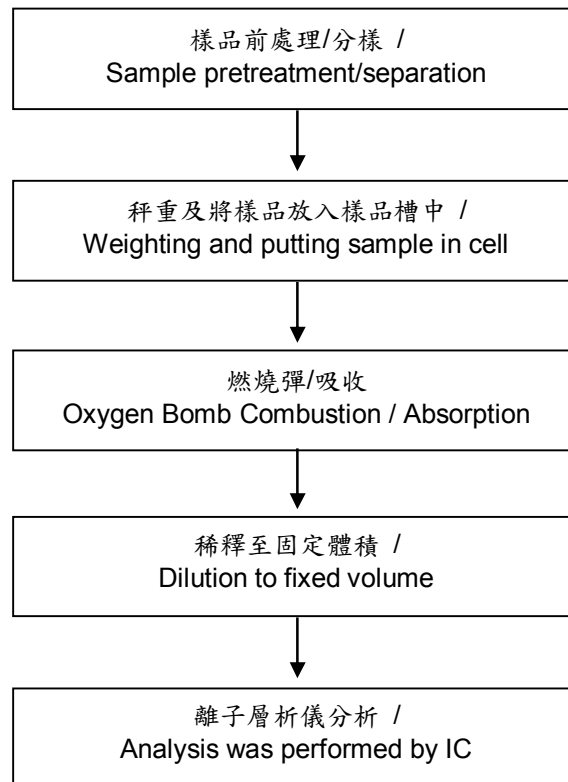 樣品前處理/分樣 /
Sample pretreatment/separation
秤重及將樣品放入樣品槽中 /
Weighting and putting sample in cell
燃燒彈/吸收
Oxygen Bomb Combustion / Absorption
稀釋至固定體積 /
Dilution to fixed volume
離子層析儀分析 /
Analysis was performed by IC